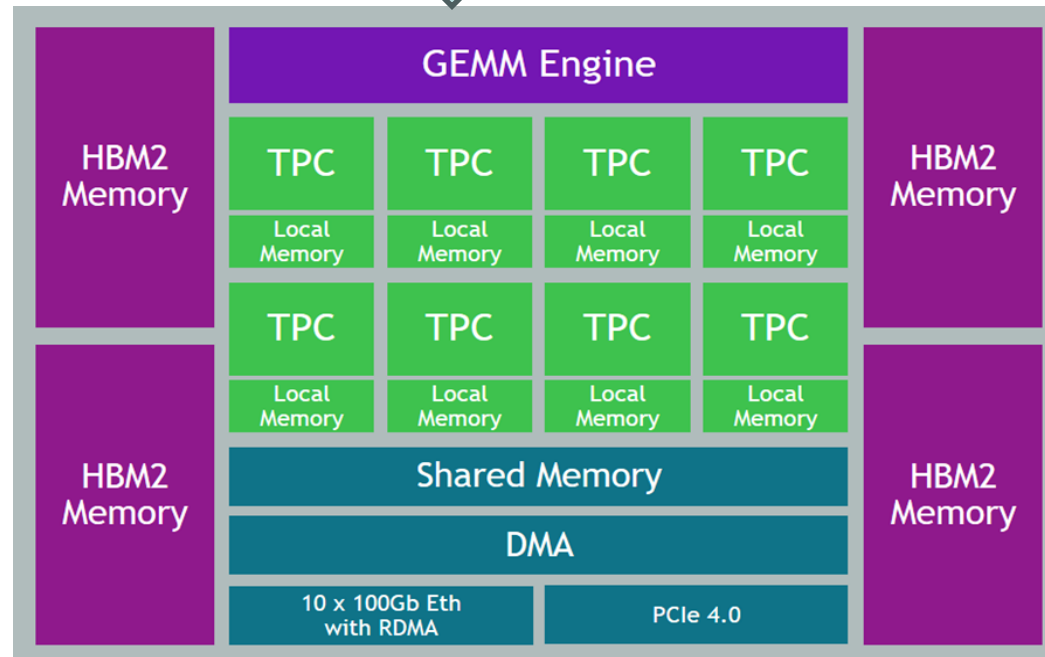 GEMM Engine
HBM2
Memory
HBM2
Memory
TPC
TPC
TPC
TPC
Local
Memory
Local
Memory
Local
Memory
Local
Memory
TPC
TPC
TPC
TPC
Local
Memory
Local
Memory
Local
Memory
Local
Memory
HBM2
Memory
HBM2
Memory
Shared Memory
DMA
10 x 100Gb Eth
with RDMA
PCIe 4.0